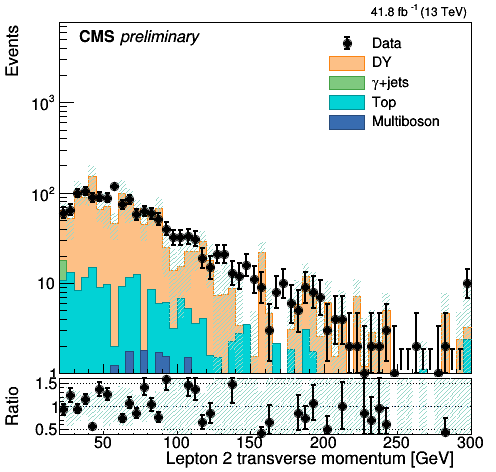 41.8 fb⁻¹ (13 TeV)
CMS preliminary
Data
DY
γ+jets
Top
Multiboson
Events
10³
10²
10
1
Ratio
1.5
1
0.5
50 100 150 200 250 300
Lepton 2 transverse momentum [GeV]